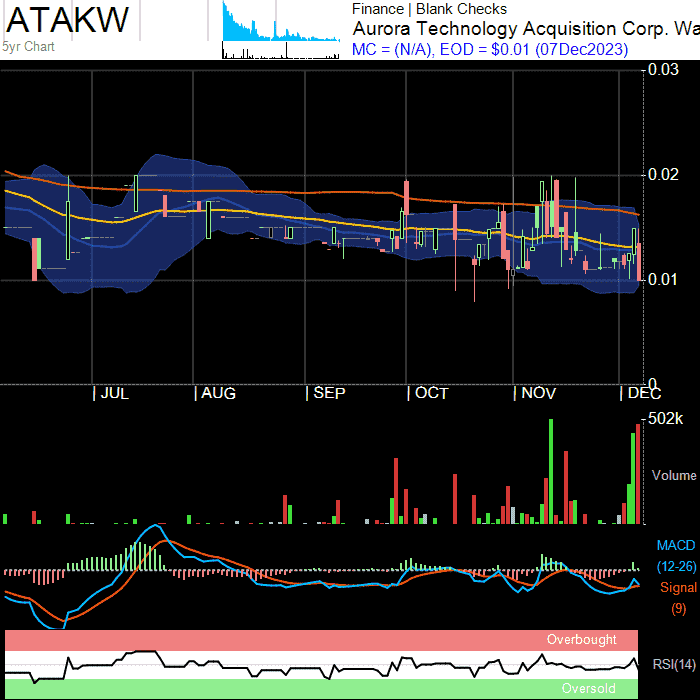 ATAKW
5yr Chart
Finance | Blank Checks
Aurora Technology Acquisition Corp. Wa
MC = (N/A), EOD = $0.01 (07Dec2023)
0.03
0.02
0.01
0
JUL AUG SEP OCT NOV DEC
502k
Volume
MACD
(12-26)
Signal
(9)
Overbought
RSI(14)
Oversold